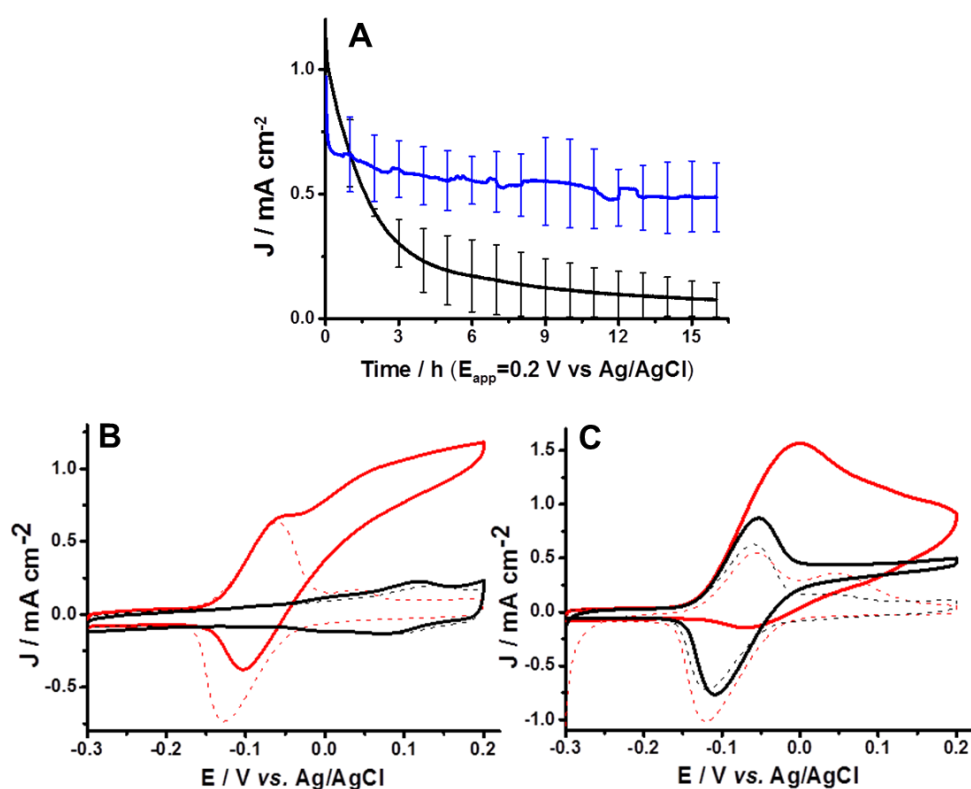 A
1.0
0.5
0.0
J / mA cm-2
0 3 6 9 12 15
Time / h (Eapp=0.2 V vs Ag/AgCl)
B
1.0
0.5
0.0
-0.5
J / mA cm-2
-0.3 -0.2 -0.1 0.0 0.1 0.2
E / V vs. Ag/AgCl
C
1.5
1.0
0.5
0.0
-0.5
-1.0
J / mA cm-2
-0.3 -0.2 -0.1 0.0 0.1 0.2
E / V vs. Ag/AgCl